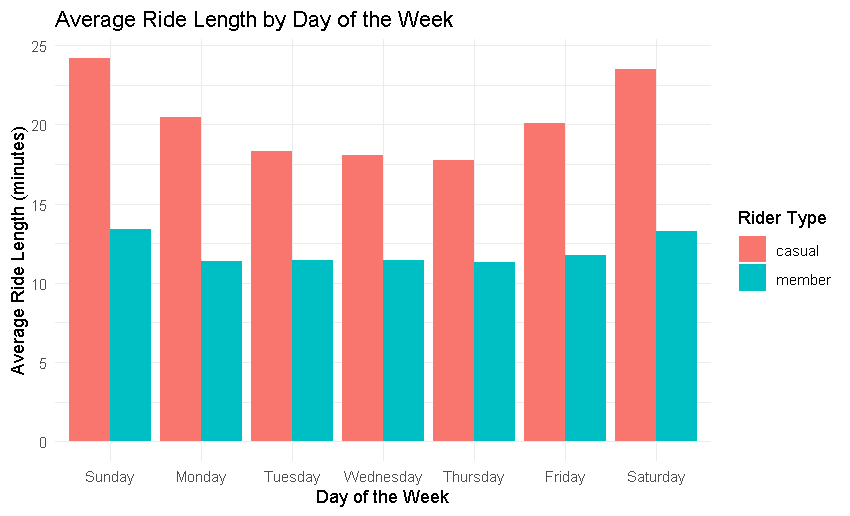 Average Ride Length by Day of the Week
Average Ride Length (minutes)
25
20
15
10
5
0
Sunday Monday Tuesday Wednesday Thursday Friday Saturday
Day of the Week
Rider Type
casual
member